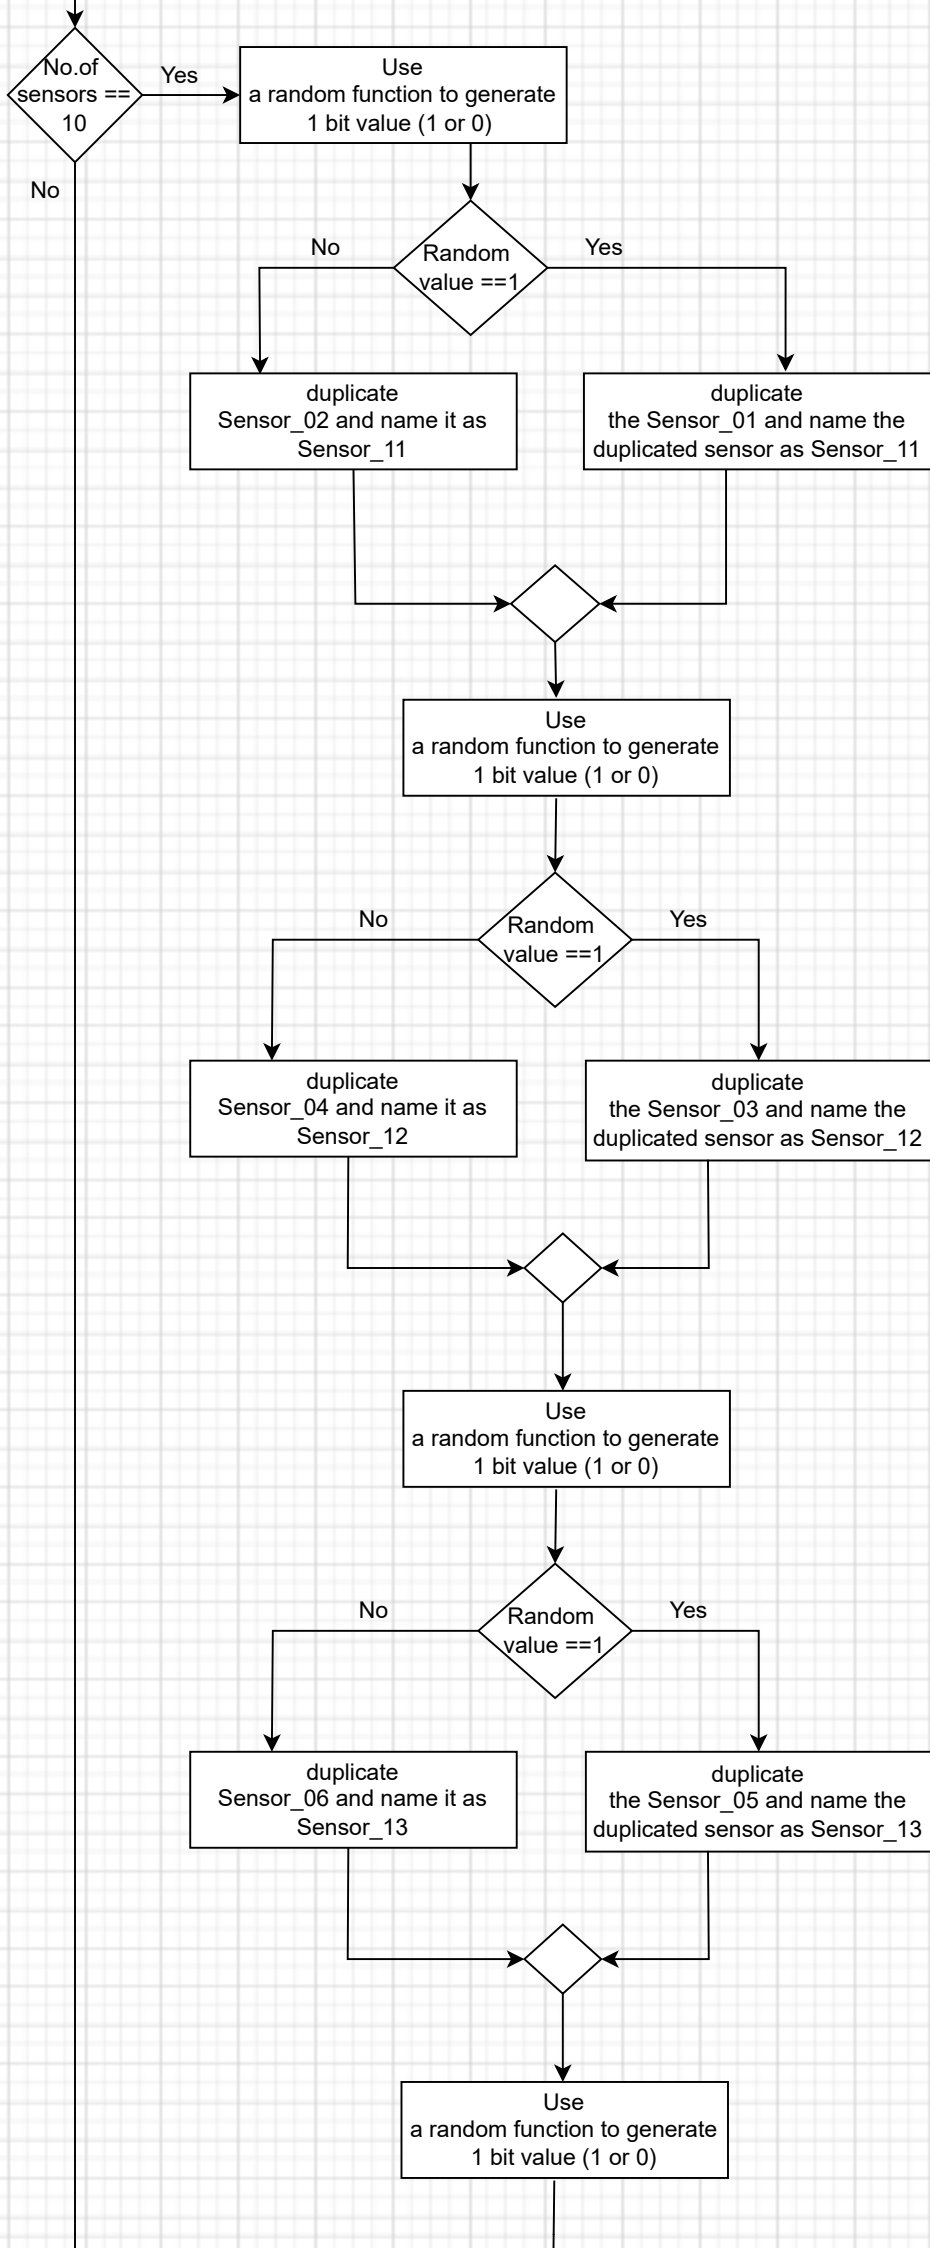 No.of
sensors ==
10
Yes
No
Use
a random function to generate
1 bit value (1 or 0)
No
Random
value ==1
Yes
duplicate
Sensor_02 and name it as
Sensor_11
duplicate
the Sensor_01 and name the
duplicated sensor as Sensor_11
Use
a random function to generate
1 bit value (1 or 0)
No
Random
value ==1
Yes
duplicate
Sensor_04 and name it as
Sensor_12
duplicate
the Sensor_03 and name the
duplicated sensor as Sensor_12
Use
a random function to generate
1 bit value (1 or 0)
No
Random
value ==1
Yes
duplicate
Sensor_06 and name it as
Sensor_13
duplicate
the Sensor_05 and name the
duplicated sensor as Sensor_13
Use
a random function to generate
1 bit value (1 or 0)